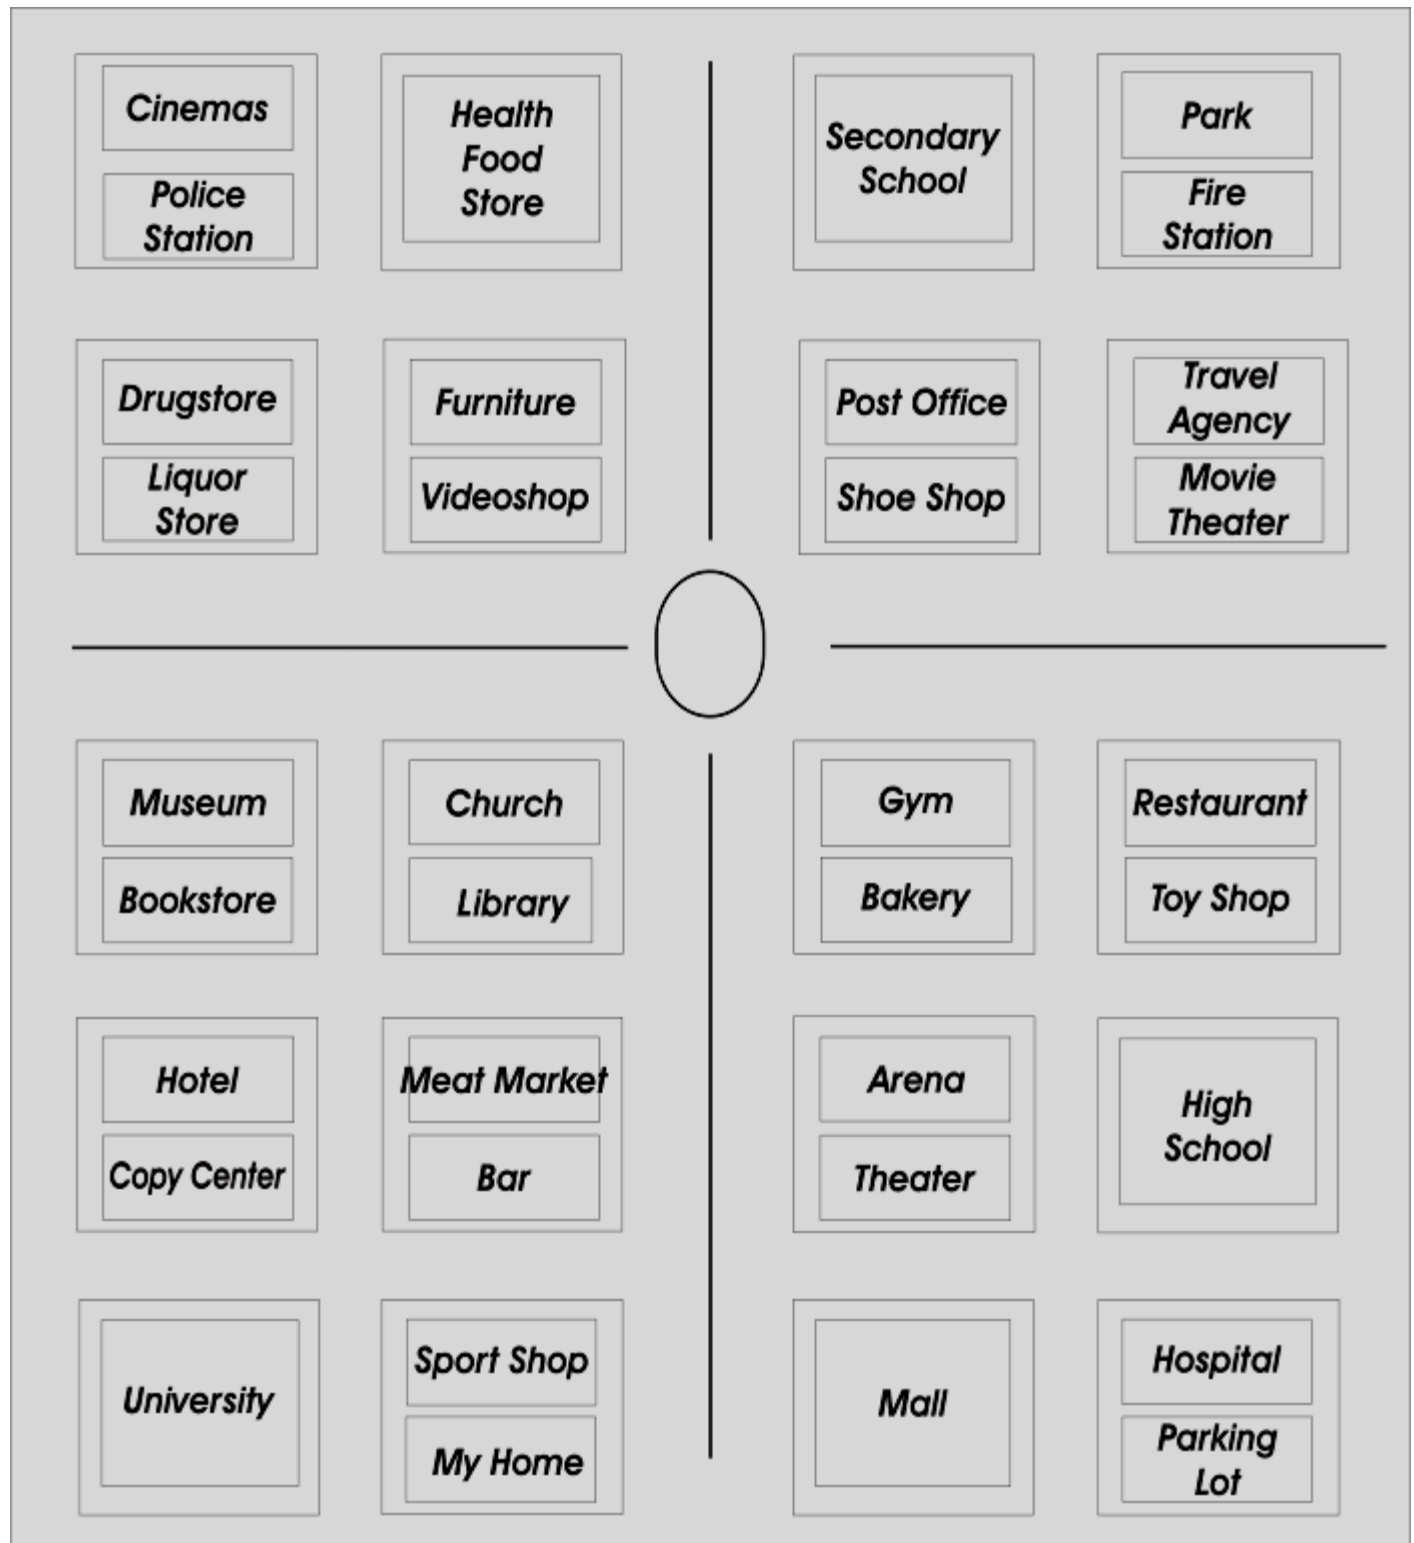 Cinemas
Police
Station
Health
Food
Store
Secondary
School
Park
Fire
Station
Drugstore
Liquor
Store
Furniture
Videoshop
Post Office
Shoe Shop
Travel
Agency
Movie
Theater
Museum
Bookstore
Church
Library
Gym
Bakery
Restaurant
Toy Shop
Hotel
Copy Center
Meat Market
Bar
Arena
Theater
High
School
University
Sport Shop
My Home
Mall
Hospital
Parking
Lot